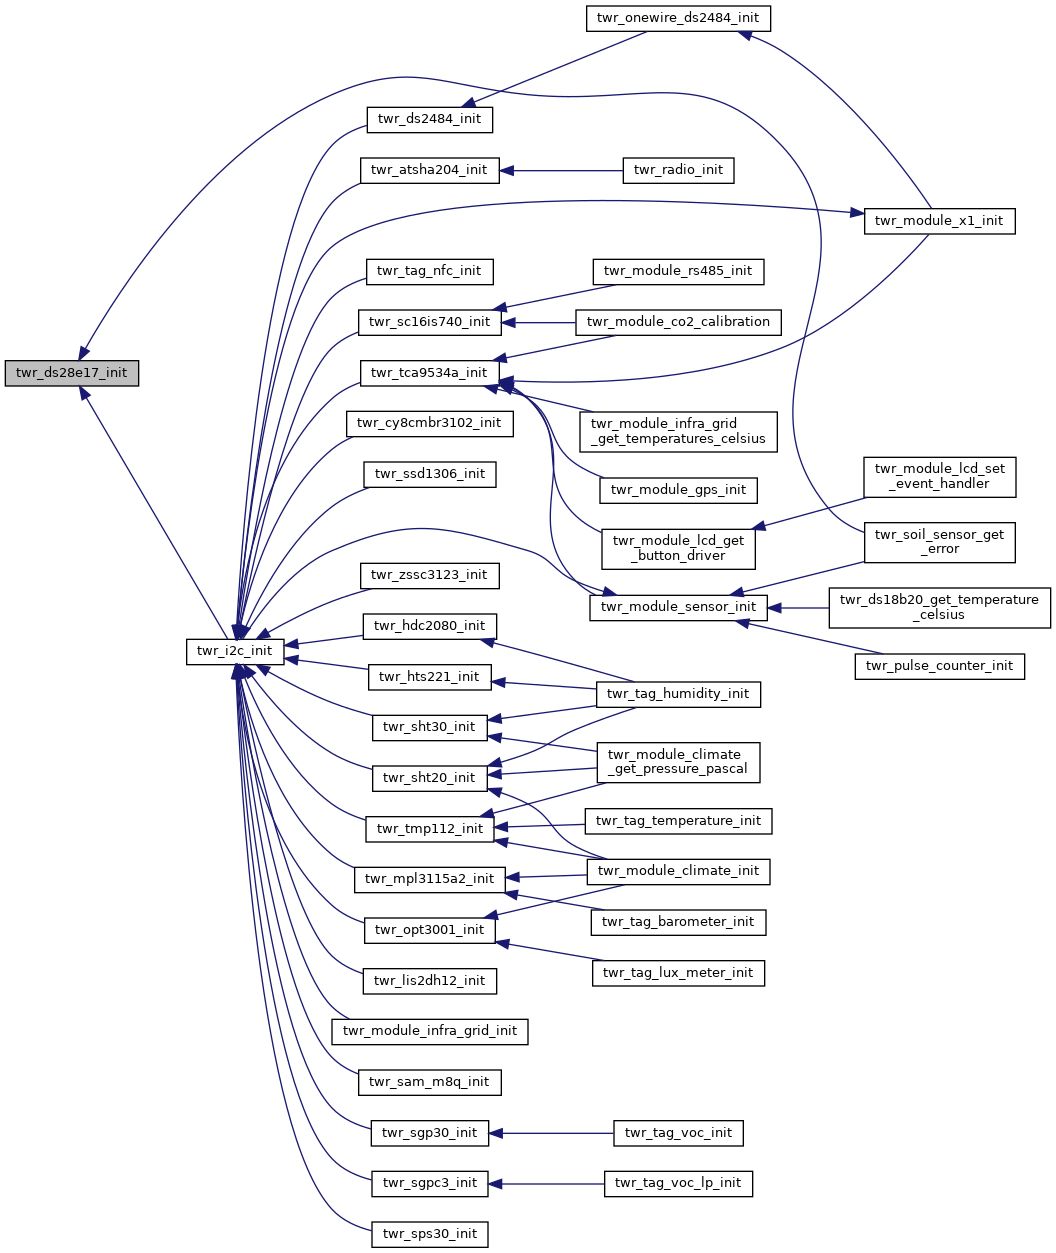 twr_onewire_ds2484_init
twr_ds2484_init
twr_atsha204_init
twr_radio_init
twr_module_x1_init
twr_tag_nfc_init
twr_module_rs485_init
twr_sc16is740_init
twr_module_co2_calibration
twr_ds28e17_init
twr_tca9534a_init
twr_cy8cmbr3102_init
twr_module_infra_grid
_get_temperatures_celsius
twr_ssd1306_init
twr_module_gps_init
twr_module_lcd_set
_event_handler
twr_module_lcd_get
_button_driver
twr_soil_sensor_get
_error
twr_zssc3123_init
twr_module_sensor_init
twr_ds18b20_get_temperature
_celsius
twr_hdc2080_init
twr_i2c_init
twr_pulse_counter_init
twr_hts221_init
twr_tag_humidity_init
twr_sht30_init
twr_module_climate
_get_pressure_pascal
twr_sht20_init
twr_tmp112_init
twr_tag_temperature_init
twr_mpl3115a2_init
twr_module_climate_init
twr_opt3001_init
twr_tag_barometer_init
twr_lis2dh12_init
twr_tag_lux_meter_init
twr_module_infra_grid_init
twr_sam_m8q_init
twr_sgp30_init
twr_tag_voc_init
twr_sgpc3_init
twr_tag_voc_lp_init
twr_sps30_init